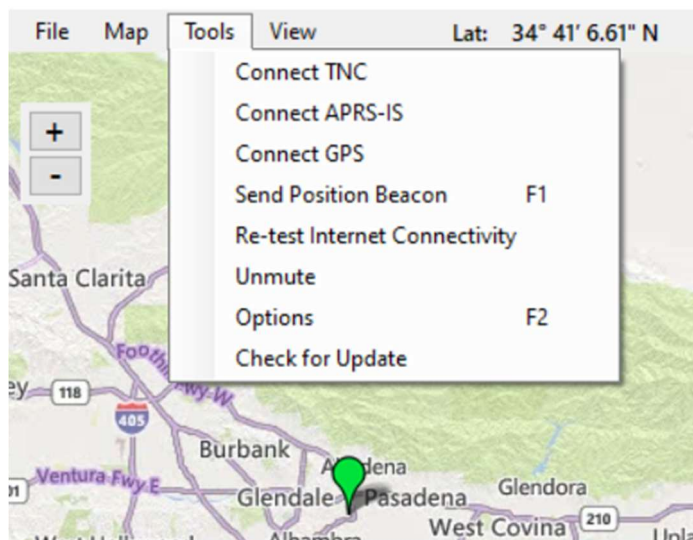 File Map Tools View Lat: 34° 41' 6.61" N
Connect TNC
Connect APRS-IS
Connect GPS
Send Position Beacon F1
Re-test Internet Connectivity
Unmute
Options F2
Check for Update
+
-
Santa Clarita
118
405
Burbank
Ventura Fwy E
Glendale
Pasadena
Glendora
West Covina
210